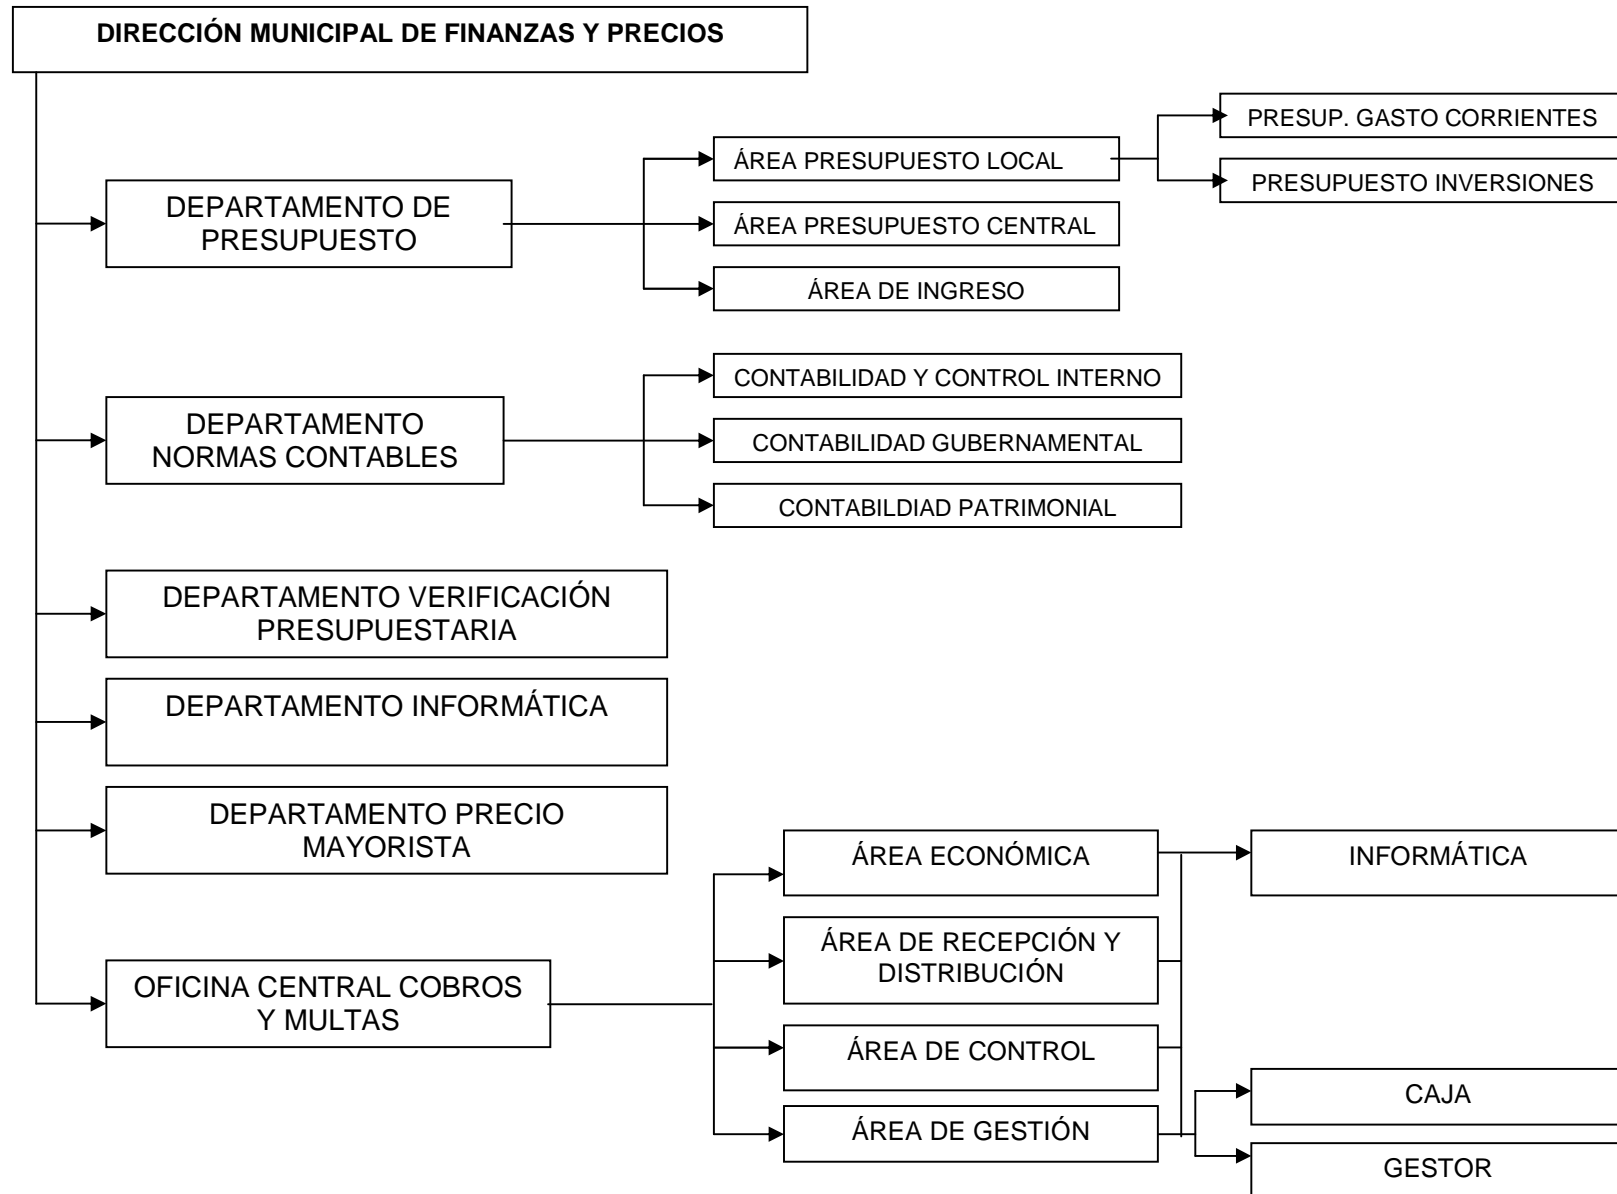 DIRECCIÓN MUNICIPAL DE FINANZAS Y PRECIOS
PRESUP. GASTO CORRIENTES
ÁREA PRESUPUESTO LOCAL
PRESUPUESTO INVERSIONES
DEPARTAMENTO DE
PRESUPUESTO
ÁREA PRESUPUESTO CENTRAL
ÁREA DE INGRESO
CONTABILIDAD Y CONTROL INTERNO
DEPARTAMENTO
NORMAS CONTABLES
CONTABILIDAD GUBERNAMENTAL
CONTABILDIAD PATRIMONIAL
DEPARTAMENTO VERIFICACIÓN
PRESUPUESTARIA
DEPARTAMENTO INFORMÁTICA
DEPARTAMENTO PRECIO
MAYORISTA
ÁREA ECONÓMICA
INFORMÁTICA
ÁREA DE RECEPCIÓN Y
DISTRIBUCIÓN
OFICINA CENTRAL COBROS
Y MULTAS
ÁREA DE CONTROL
CAJA
ÁREA DE GESTIÓN
GESTOR